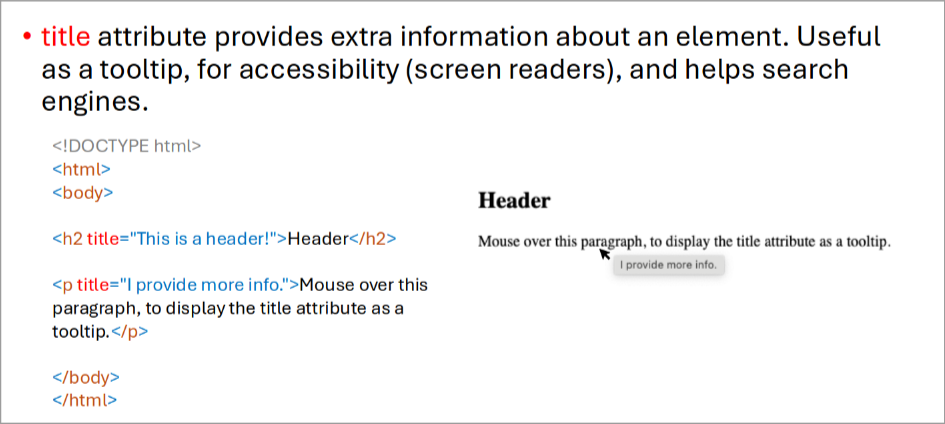 • title attribute provides extra information about an element. Useful
as a tooltip, for accessibility (screen readers), and helps search
engines.
<!DOCTYPE html>
<html>
<body>
<h2 title="This is a header!">Header</h2>
<p title="I provide more info.">Mouse over this
paragraph, to display the title attribute as a
tooltip.</p>
</body>
</html>
Header
Mouse over this paragraph, to display the title attribute as a tooltip.
I provide more info.